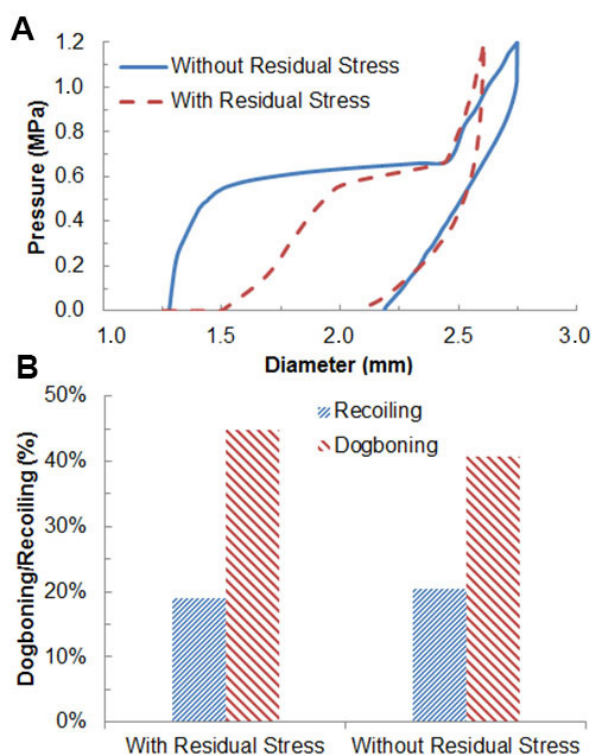 A
1.2
1.0
0.8
0.6
0.4
0.2
0.0
Pressure (MPa)
Without Residual Stress
With Residual Stress
1.0 1.5 2.0 2.5 3.0
Diameter (mm)
B
50%
40%
30%
20%
10%
0%
Dogboning/Recoiling (%)
Recoiling
Dogboning
With Residual Stress Without Residual Stress